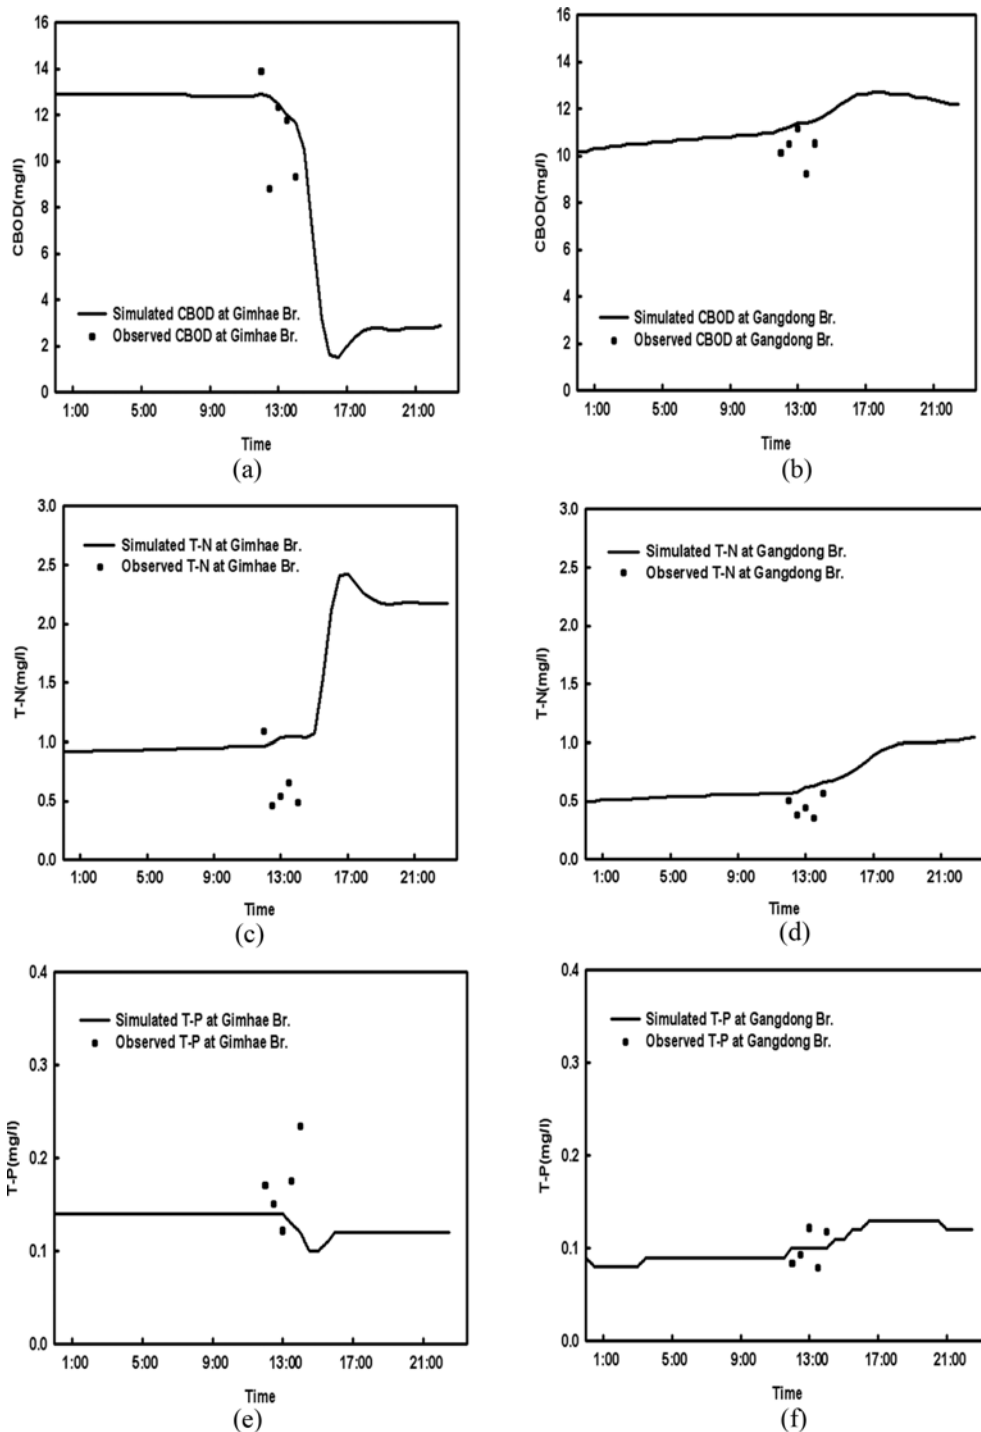 16
14
12
10
8
6
4
2
0
CBOD(mg/l)
Simulated CBOD at Gimhae Br.
Observed CBOD at Gimhae Br.
1:00 5:00 9:00 13:00 17:00 21:00
Time
(a)
16
14
12
10
8
6
4
2
0
CBOD(mg/l)
Simulated CBOD at Gangdong Br.
Observed CBOD at Gangdong Br.
1:00 5:00 9:00 13:00 17:00 21:00
Time
(b)
3.0
2.5
2.0
1.5
1.0
0.5
0.0
T-N(mg/l)
Simulated T-N at Gimhae Br.
Observed T-N at Gimhae Br.
1:00 5:00 9:00 13:00 17:00 21:00
Time
(c)
3.0
2.5
2.0
1.5
1.0
0.5
0.0
T-N(mg/l)
Simulated T-N at Gangdong Br.
Observed T-N at Gangdong Br.
1:00 5:00 9:00 13:00 17:00 21:00
Time
(d)
0.4
0.3
0.2
0.1
0.0
T-P(mg/l)
Simulated T-P at Gimhae Br.
Observed T-P at Gimhae Br.
1:00 5:00 9:00 13:00 17:00 21:00
Time
(e)
0.4
0.3
0.2
0.1
0.0
T-P(mg/l)
Simulated T-P at Gangdong Br.
Observed T-P at Gangdong Br.
1:00 5:00 9:00 13:00 17:00 21:00
Time
(f)